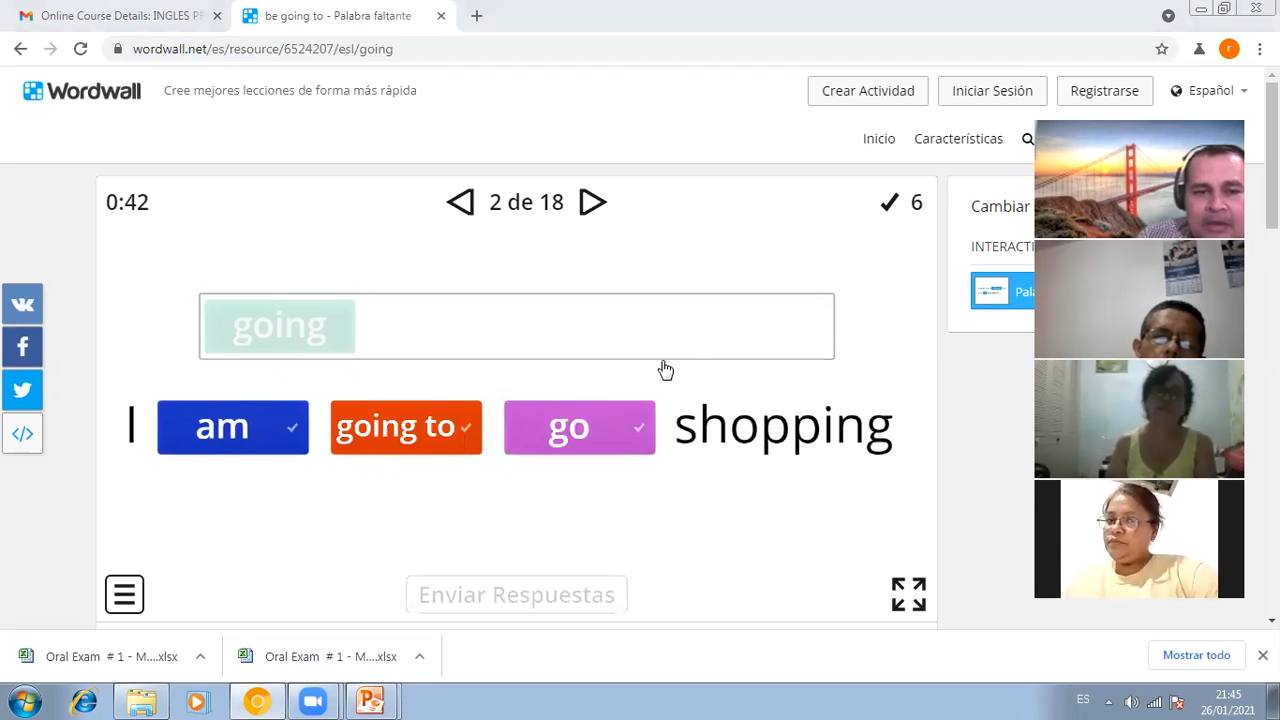 Online Course Details: INGLES P
be going to - Palabra faltante
wordwall.net/es/resource/6524207/esl/going
r
Wordwall
Cree mejores lecciones de forma más rápida
Crear Actividad
Iniciar Sesión
Registrarse
Español
Inicio
Características
0:42
2 de 18
6
Cambiar
INTERACTI
Pala
going
I am going to go shopping
Enviar Respuestas
Oral Exam # 1 - M....xlsx
Oral Exam # 1 - M....xlsx
Mostrar todo
ES
21:45
26/01/2021